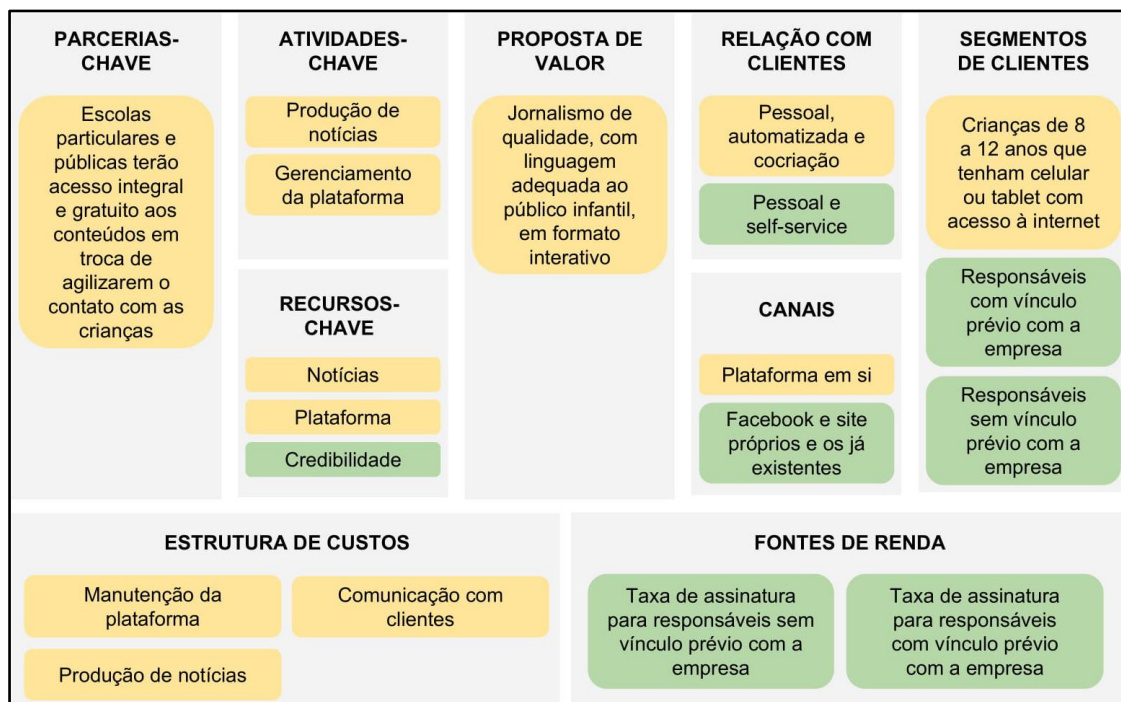 PARCERIAS-
CHAVE
Escolas
particulares e
públicas terão
acesso integral
e gratuito aos
conteúdos em
troca de
agilizarem o
contato com as
crianças
ATIVIDADES-
CHAVE
Produção de
notícias
Gerenciamento
da plataforma
RECURSOS-
CHAVE
Notícias
Plataforma
Credibilidade
PROPOSTA DE
VALOR
Jornalismo de
qualidade, com
linguagem
adequada ao
público infantil,
em formato
interativo
RELAÇÃO COM
CLIENTES
Pessoal,
automatizada e
cocriação
Pessoal e
self-service
CANAIS
Plataforma em si
Facebook e site
próprios e os já
existentes
SEGMENTOS
DE CLIENTES
Crianças de 8
a 12 anos que
tenham celular
ou tablet com
acesso à internet
Responsáveis
com vínculo
prévio com a
empresa
Responsáveis
sem vínculo
prévio com a
empresa
ESTRUTURA DE CUSTOS
Manutenção da
plataforma
Comunicação com
clientes
Produção de notícias
FONTES DE RENDA
Taxa de assinatura
para responsáveis sem
vínculo prévio com a
empresa
Taxa de assinatura
para responsáveis
com vínculo prévio
com a empresa